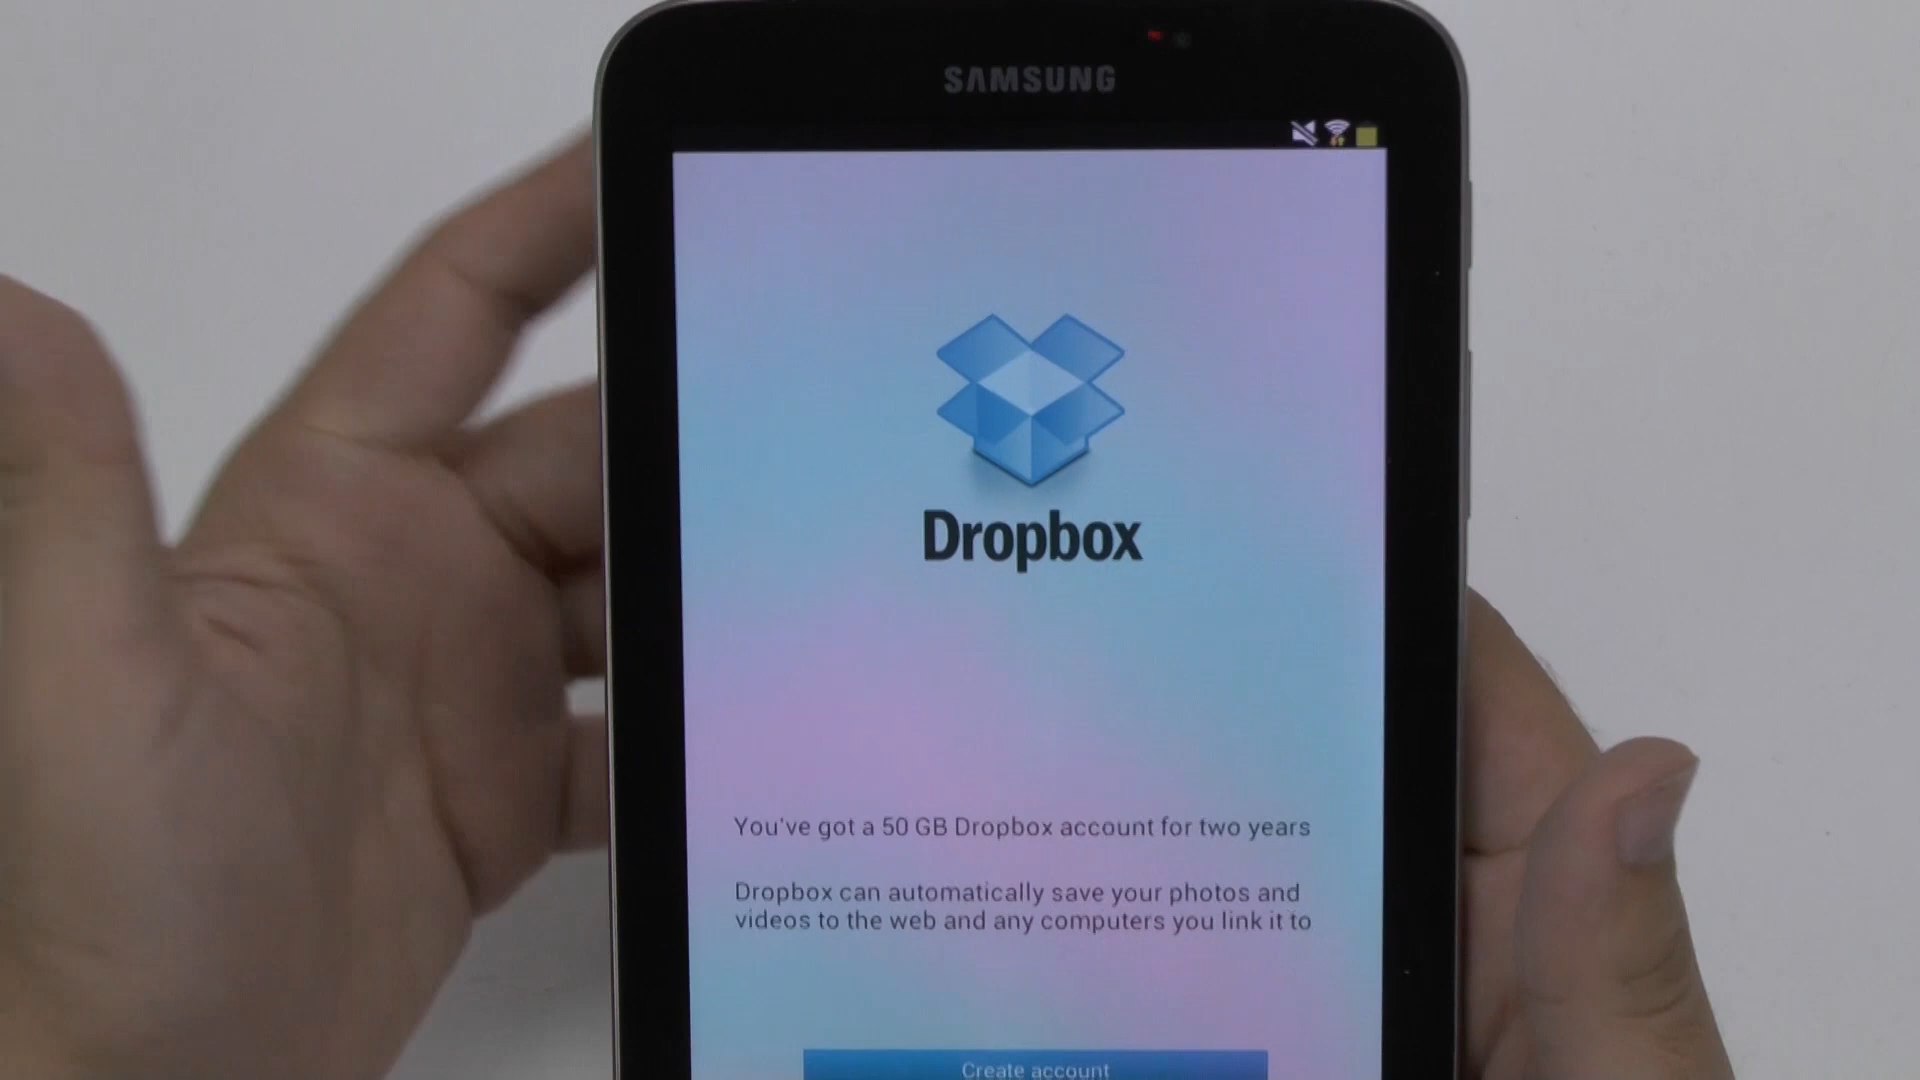 SAMSUNG
Dropbox
You've got a 50 GB Dropbox account for two years
Dropbox can automatically save your photos and
videos to the web and any computers you link it to
Create account